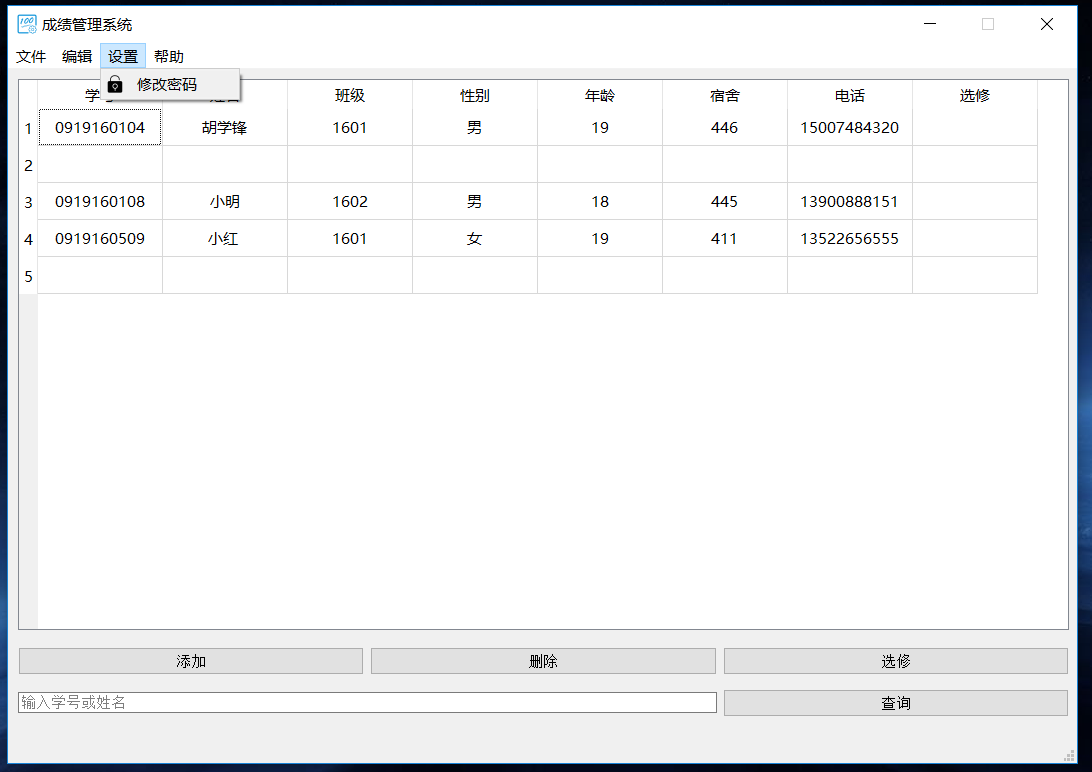 成绩管理系统
文件 编辑 设置 帮助
修改密码
班级 性别 年龄 宿舍 电话 选修
1 0919160104 胡学锋 1601 男 19 446 15007484320
2
3 0919160108 小明 1602 男 18 445 13900888151
4 0919160509 小红 1601 女 19 411 13522656555
5
添加 删除 选修
输入学号或姓名 查询